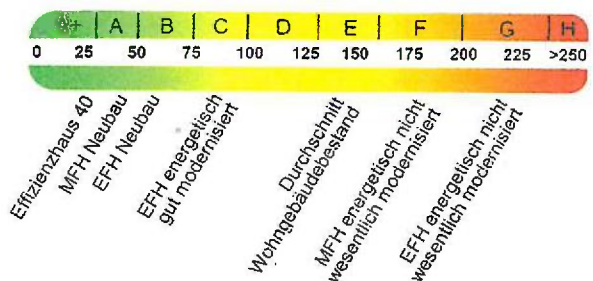 A+ A B C D E F G H
0 25 50 75 100 125 150 175 200 225 >250
Effizienzhaus 40
MFH Neubau
EFH Neubau
EFH energetisch
gut modernisiert
Durchschnitt
Wohngebäudebestand
MFH energetisch nicht
wesentlich modernisiert
EFH energetisch nicht
wesentlich modernisiert